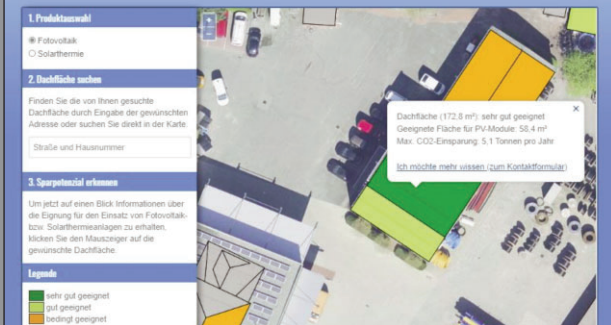 1. Produktauswahl
Fotovoltaik
Solarthermie
2. Dachfläche suchen
Finden Sie die von Ihnen gesuchte
Dachfläche durch Eingabe der gewünschten
Adresse oder suchen Sie direkt in der Karte.
Straße und Hausnummer
3. Sparpotenzial erkennen
Um jetzt auf einen Blick Informationen über
die Eignung für den Einsatz von Fotovoltaik-
bzw. Solarthermieanlagen zu erhalten,
klicken Sie den Mauszeiger auf die
gewünschte Dachfläche.
Legende
sehr gut geeignet
gut geeignet
bedingt geeignet
+
Dachfläche (172,8 m²): sehr gut geeignet
Geeignete Fläche für PV-Module: 58,4 m²
Max. CO2-Einsparung: 5,1 Tonnen pro Jahr
Ich möchte mehr wissen (zum Kontaktformular)